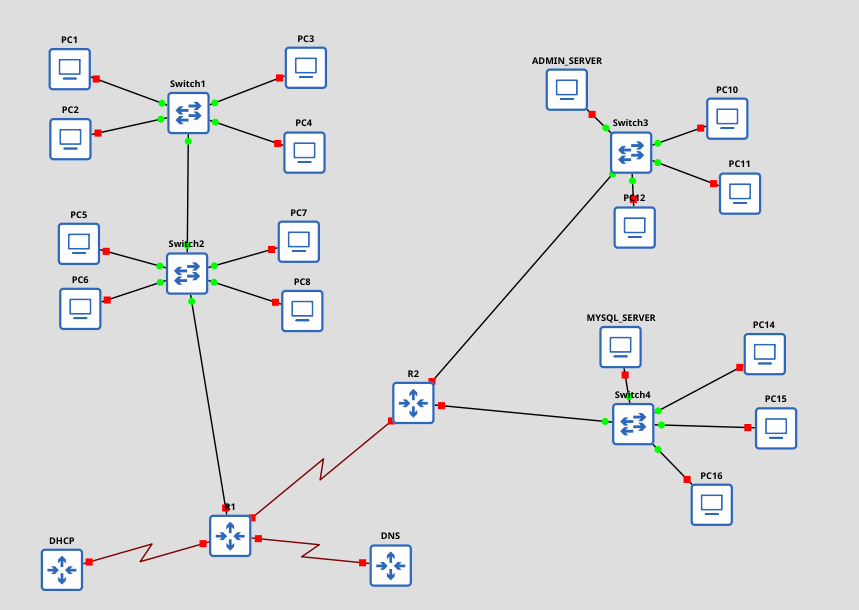 PC1
PC3
Switch1
PC2
PC4
PC5
PC7
Switch2
PC6
PC8
ADMIN_SERVER
PC10
Switch3
PC11
PC12
MYSQL_SERVER
PC14
Switch4
PC15
PC16
R2
R1
DHCP
DNS